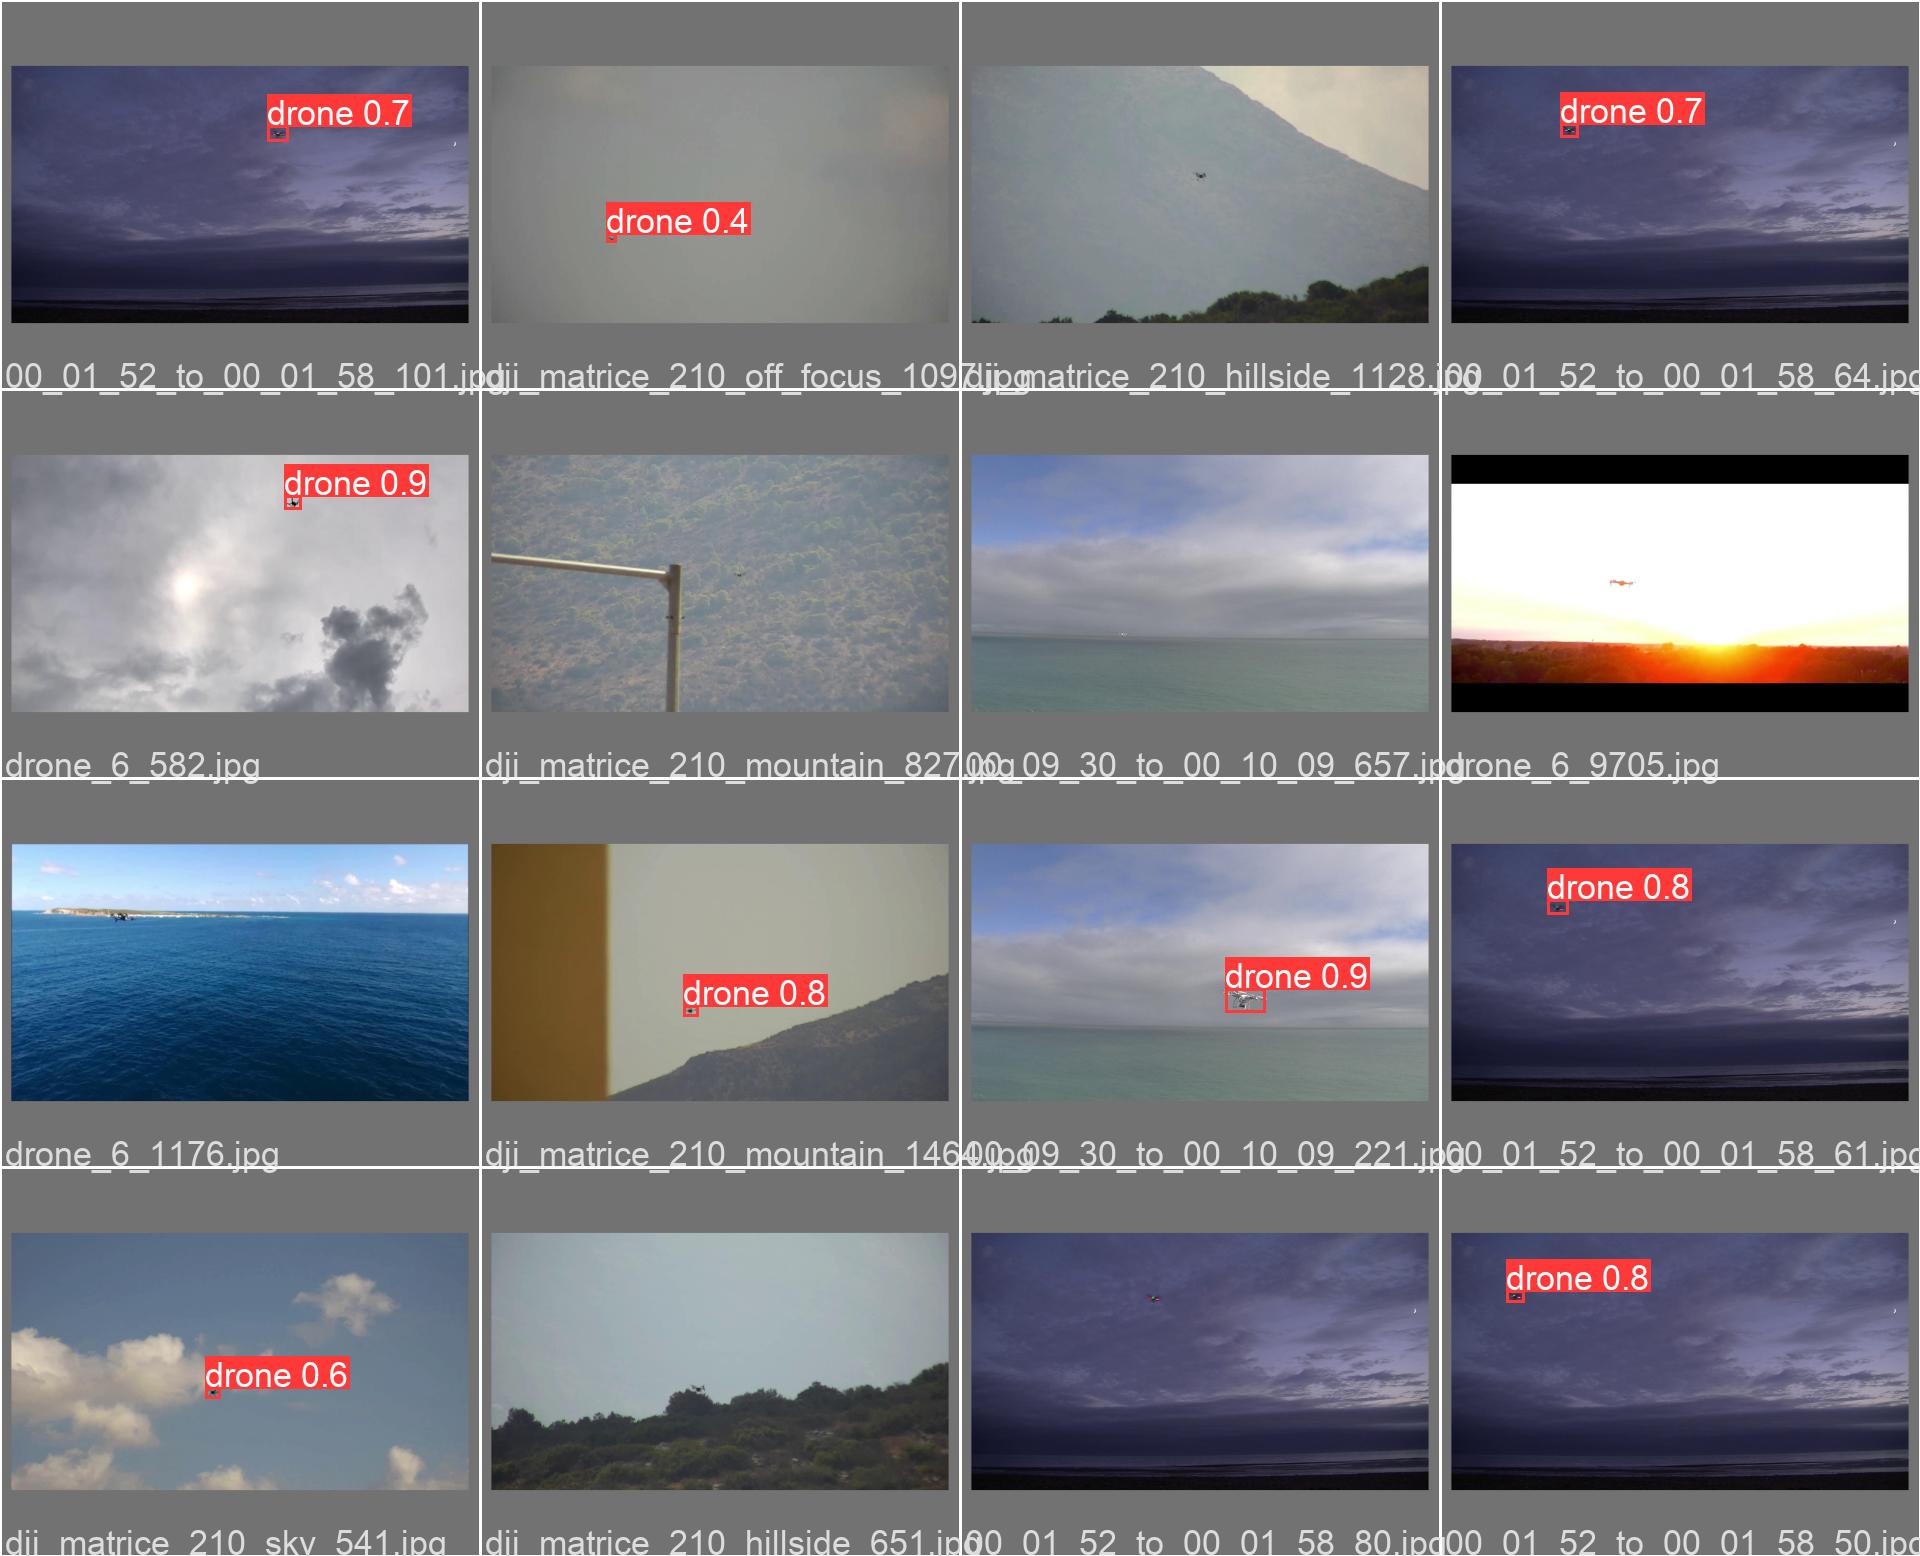 drone 0.7
drone 0.4
drone 0.7
00_01_52_to_00_01_58_101.jpg
dji_matrice_210_off_focus_1097.jpg
dji_matrice_210_hillside_1128.jpg
00_01_52_to_00_01_58_64.jpg
drone 0.9
drone_6_582.jpg
dji_matrice_210_mountain_827.jpg
00_09_30_to_00_10_09_657.jpg
drone_6_9705.jpg
drone 0.8
drone 0.9
drone 0.8
drone_6_1176.jpg
dji_matrice_210_mountain_1464.jpg
00_09_30_to_00_10_09_221.jpg
00_01_52_to_00_01_58_61.jpg
drone 0.6
drone 0.8
dji_matrice_210_sky_541.jpg
dji_matrice_210_hillside_651.jpg
00_01_52_to_00_01_58_80.jpg
00_01_52_to_00_01_58_50.jpg